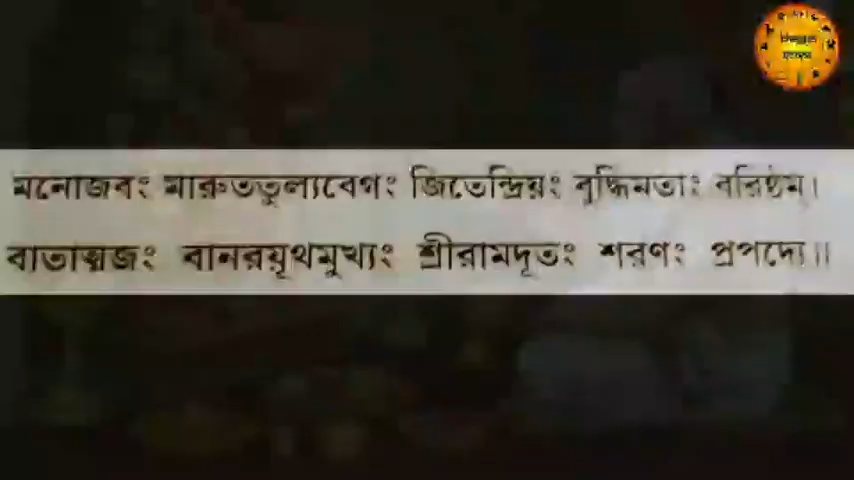 মনোজবং মারুততুল্যবেগং জিতেন্দ্রিয়ং বুদ্ধিমতাং বরিষ্ঠম্।
বাতাত্মজং বানরযূথমুখ্যং শ্রীরামদূতং শরণং প্রপদ্যে॥